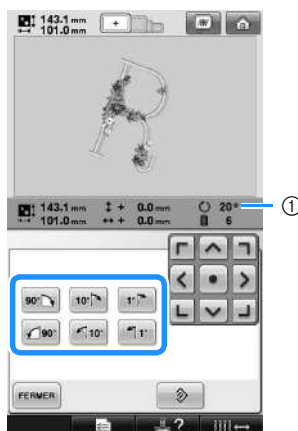 143.1 mm
101.0 mm
+
143.1 mm + 0.0 mm 20°
101.0 mm + 0.0 mm 6
①
90° 10° 1°
90° 10° 1°
FERMER
?